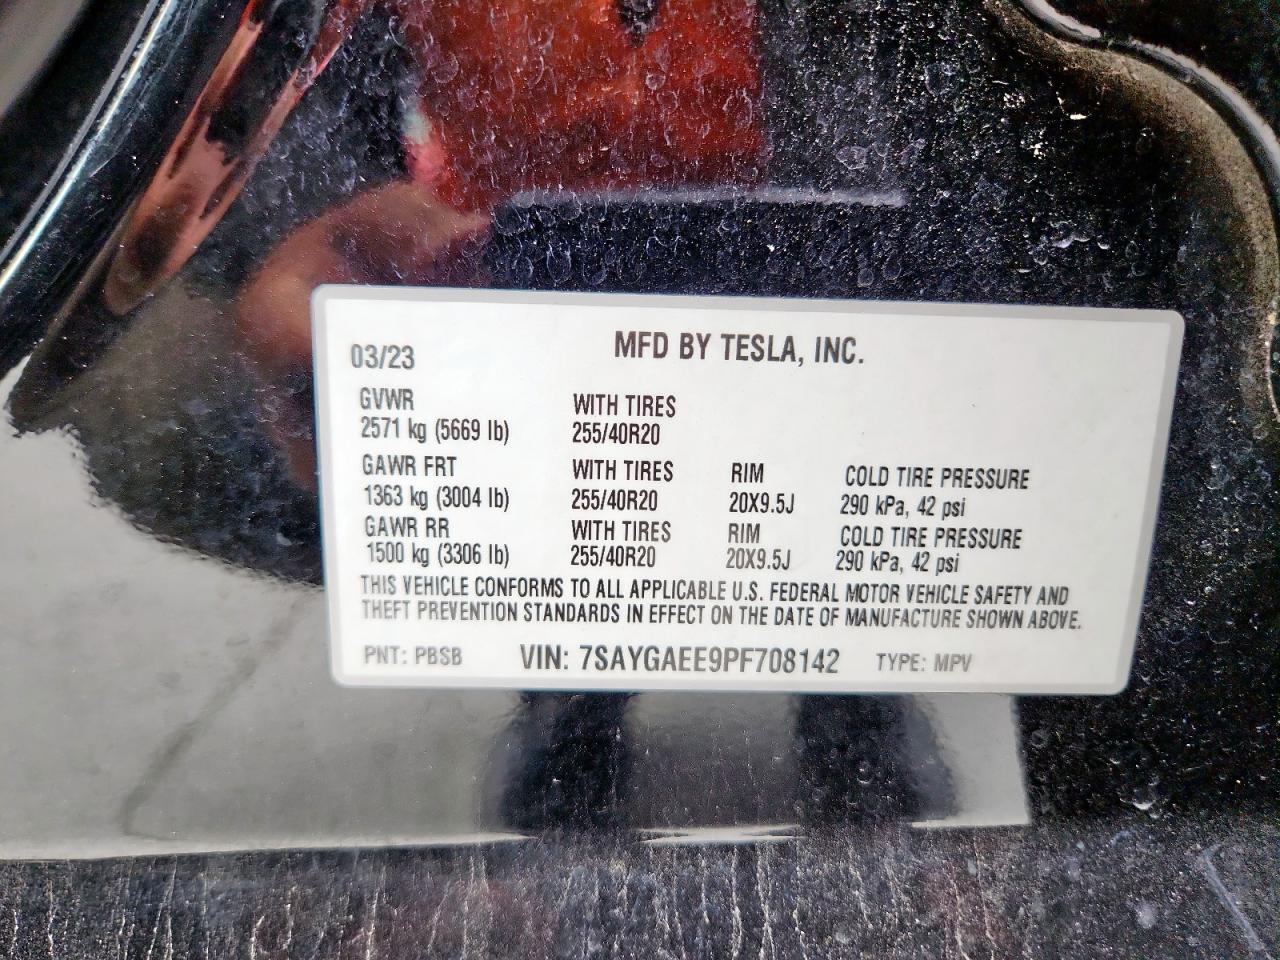 03/23 MFD BY TESLA, INC.
GVWR WITH TIRES
2571 kg (5669 lb) 255/40R20
GAWR FRT WITH TIRES RIM COLD TIRE PRESSURE
1363 kg (3004 lb) 255/40R20 20X9.5J 290 kPa, 42 psi
GAWR RR WITH TIRES RIM COLD TIRE PRESSURE
1500 kg (3306 lb) 255/40R20 20X9.5J 290 kPa, 42 psi
THIS VEHICLE CONFORMS TO ALL APPLICABLE U.S. FEDERAL MOTOR VEHICLE SAFETY AND
THEFT PREVENTION STANDARDS IN EFFECT ON THE DATE OF MANUFACTURE SHOWN ABOVE.
PNT: PBSB VIN: 7SAYGAEE9PF708142 TYPE: MPV